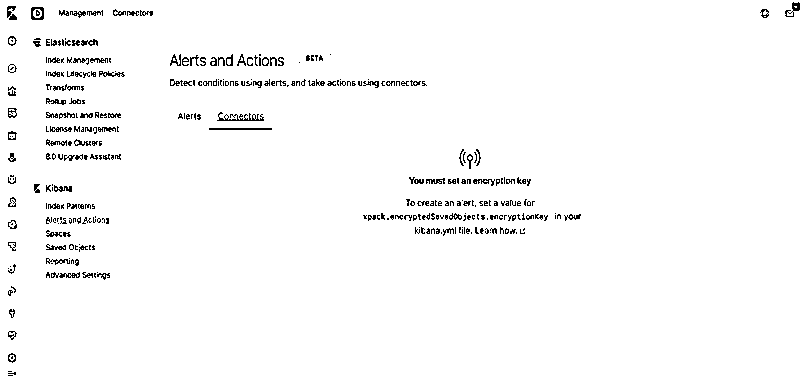 D Management Connectors
Elasticsearch
Index Management
Index Lifecycle Policies
Transforms
Rollup Jobs
Snapshot and Restore
License Management
Remote Clusters
8.0 Upgrade Assistant
Kibana
Index Patterns
Alerts and Actions
Spaces
Saved Objects
Reporting
Advanced Settings
Alerts and Actions BETA
Detect conditions using alerts, and take actions using connectors.
Alerts Connectors
You must set an encryption key
To create an alert, set a value for
xpack.encryptedSavedObjects.encryptionKey in your
kibana.yml file. Learn how.